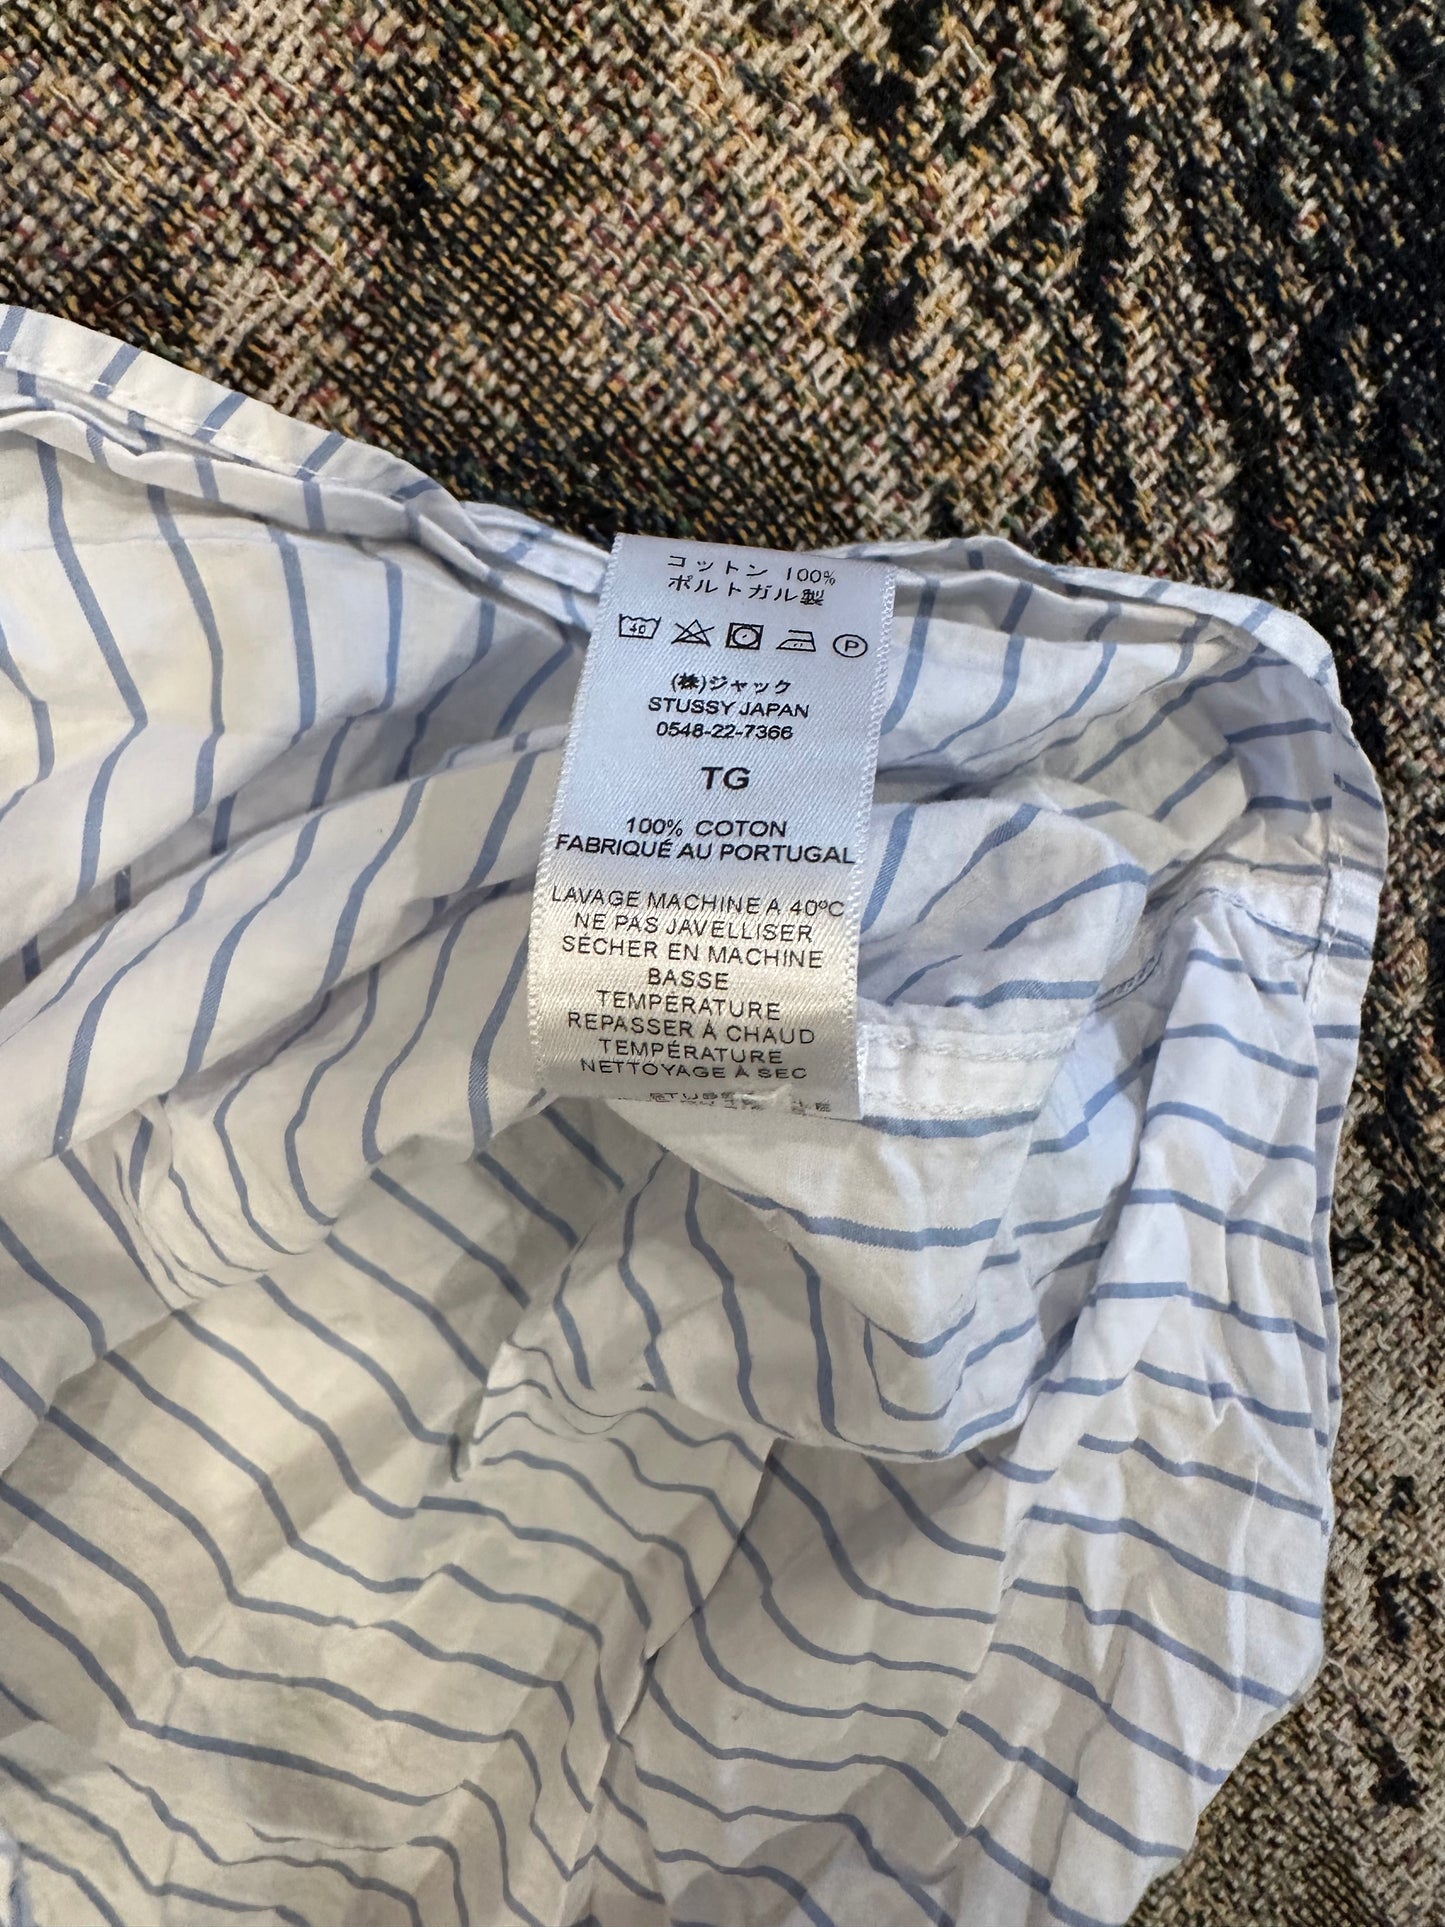 コットン 100%
ポルトガル製
40
P
(株)ジャック
STUSSY JAPAN
0548-22-7366
TG
100% COTON
FABRIQUÉ AU PORTUGAL
LAVAGE MACHINE A 40ºC
NE PAS JAVELLISER
SÉCHER EN MACHINE
BASSE
TEMPÉRATURE
REPASSER À CHAUD
TEMPÉRATURE
NETTOYAGE À SEC